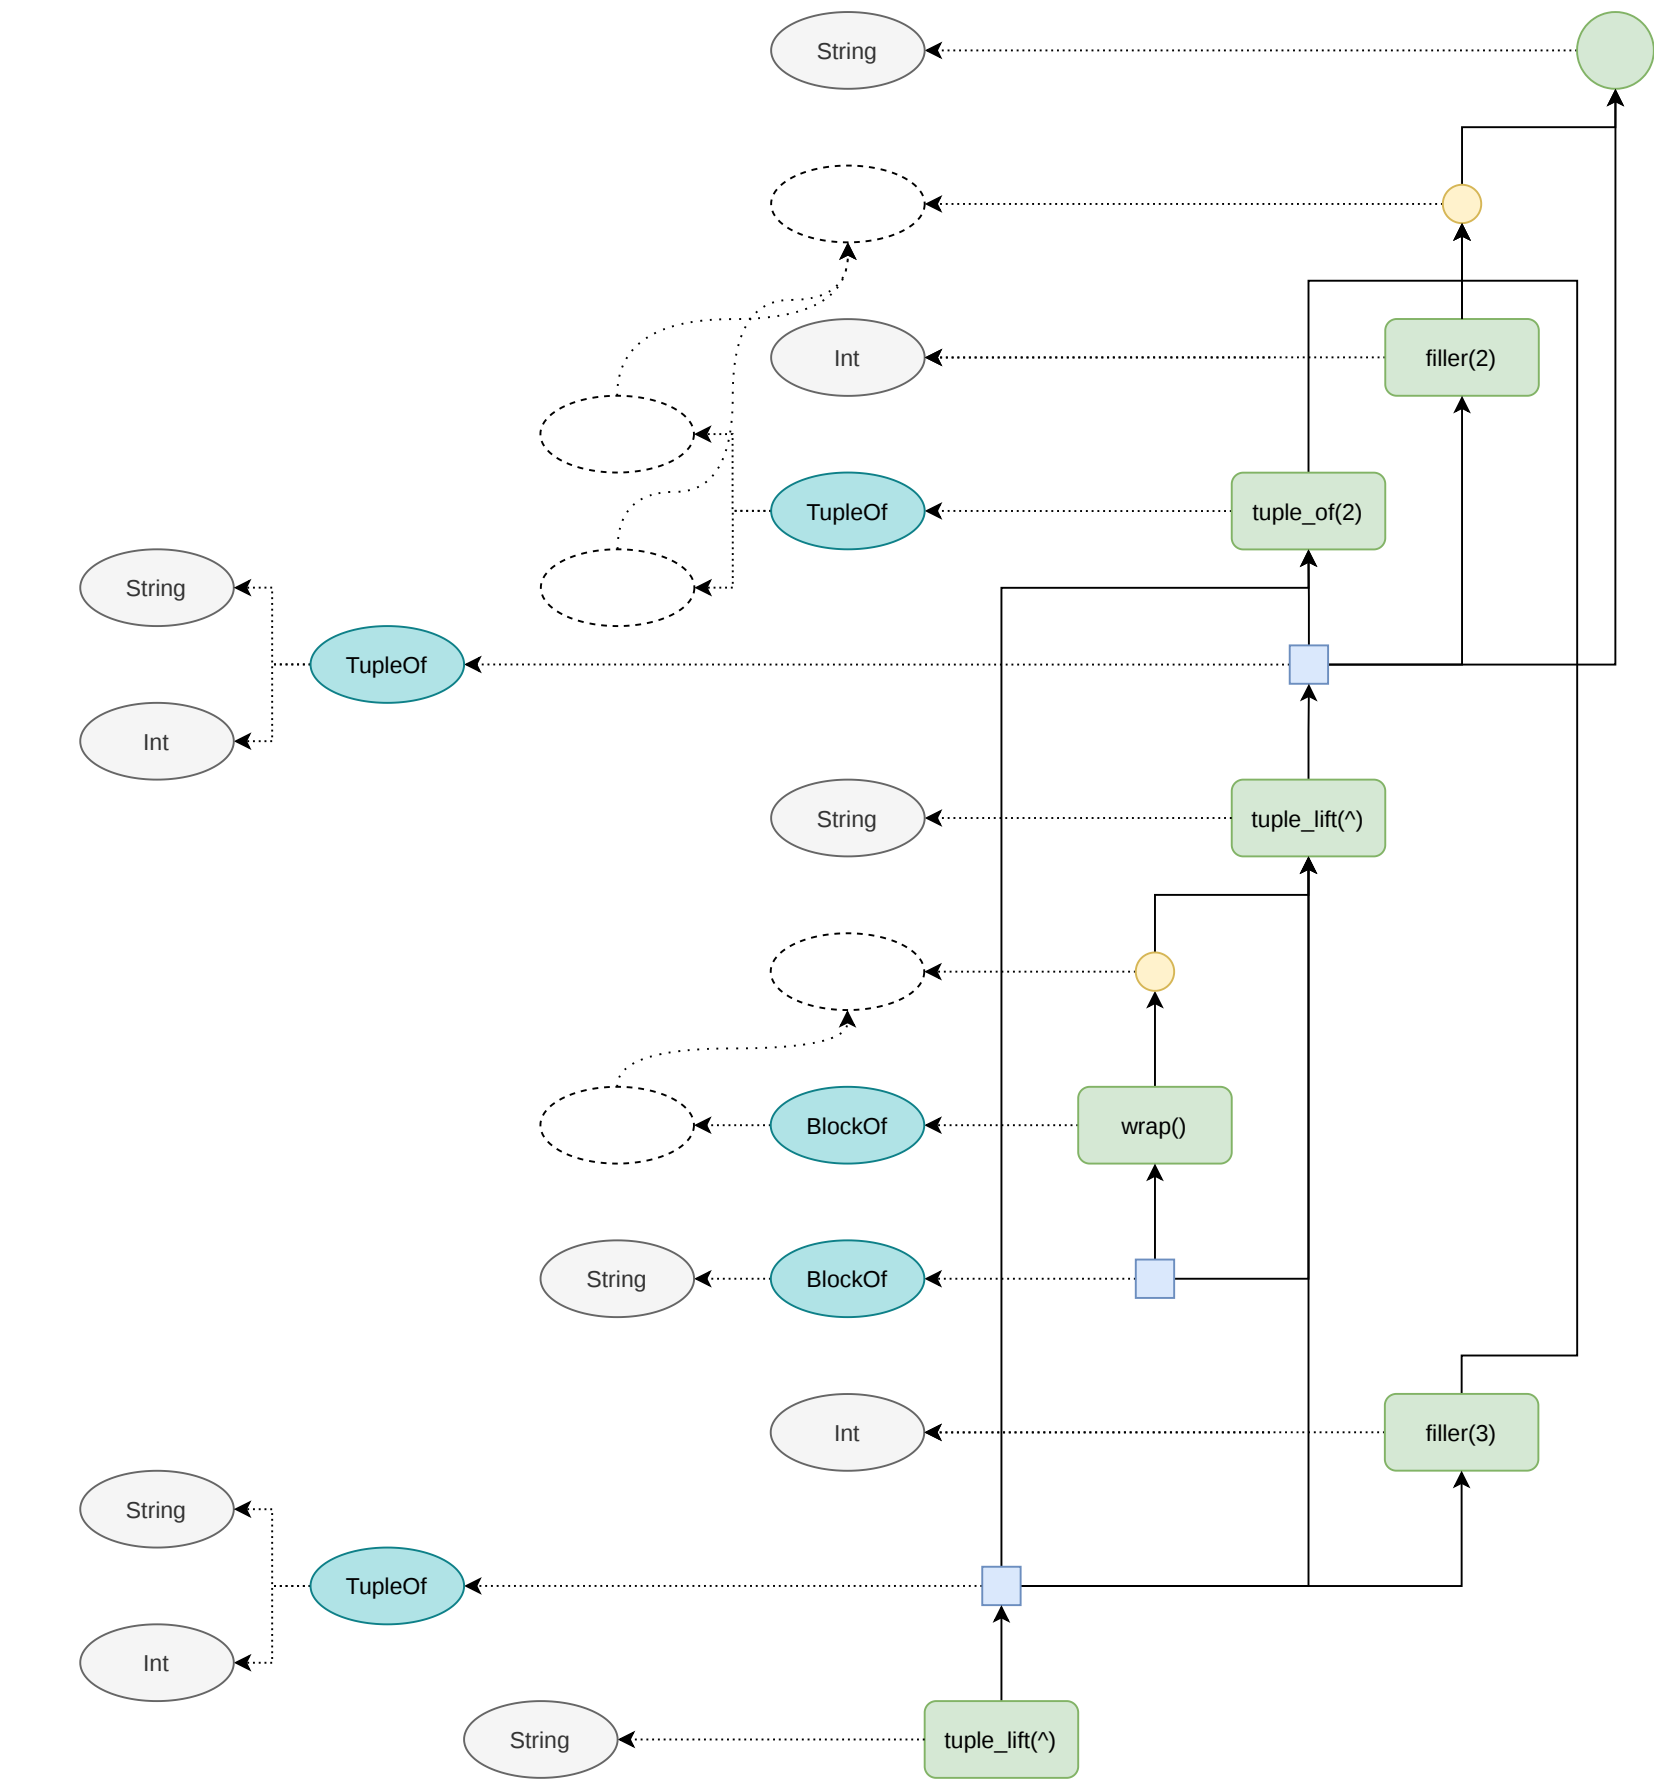 String
Int
filler(2)
TupleOf
tuple_of(2)
String
TupleOf
Int
String
tuple_lift(^)
BlockOf
wrap()
String
BlockOf
Int
filler(3)
String
TupleOf
Int
String
tuple_lift(^)